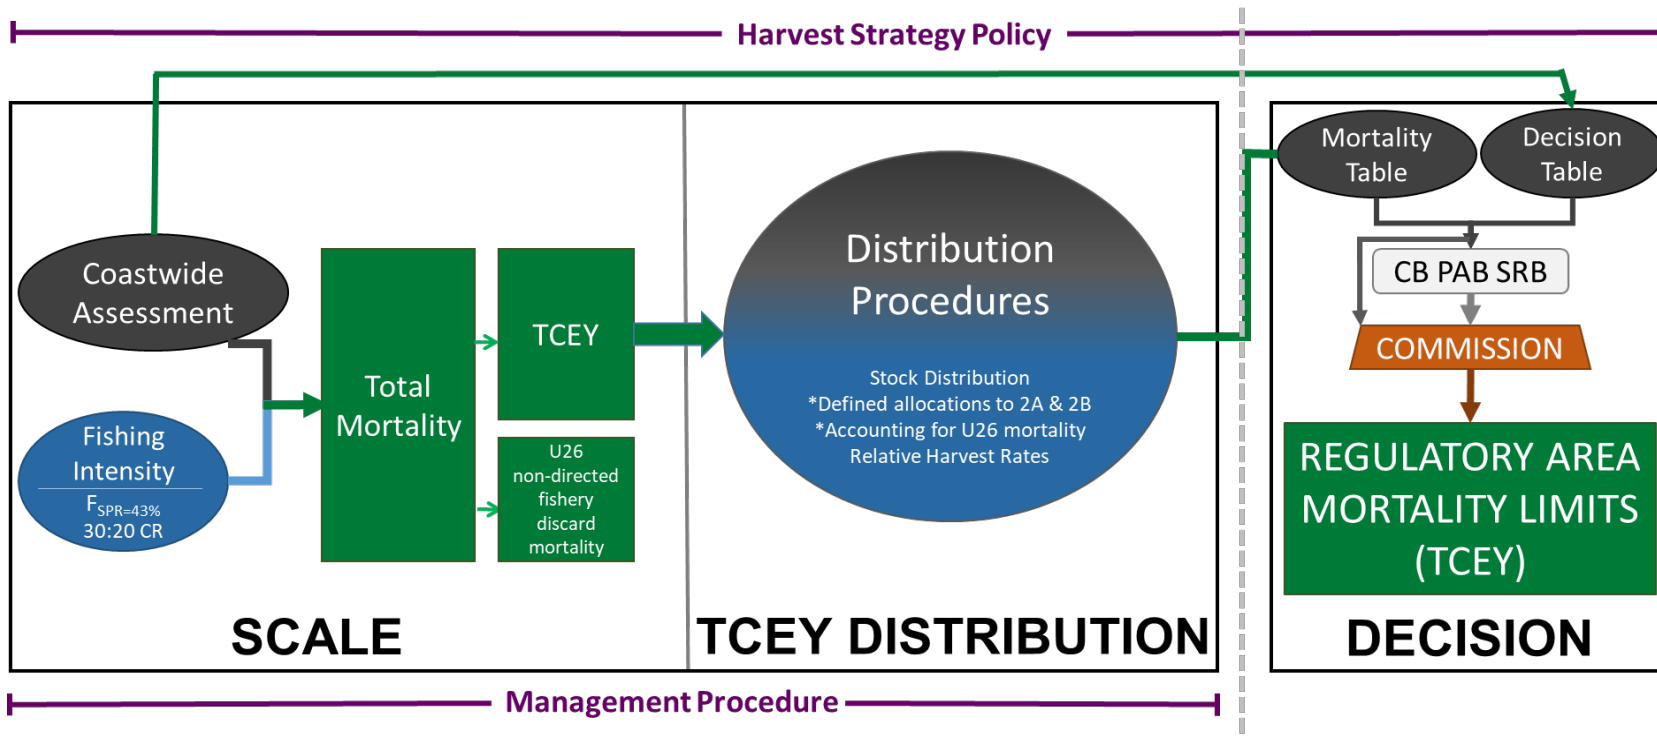 Harvest Strategy Policy
Coastwide
Assessment
Fishing
Intensity
F_SPR=43%
30:20 CR
Total
Mortality
TCEY
U26
non-directed
fishery
discard
mortality
SCALE
Distribution
Procedures
Stock Distribution
*Defined allocations to 2A & 2B
*Accounting for U26 mortality
Relative Harvest Rates
TCEY DISTRIBUTION
Mortality
Table
Decision
Table
CB PAB SRB
COMMISSION
REGULATORY AREA
MORTALITY LIMITS
(TCEY)
DECISION
Management Procedure